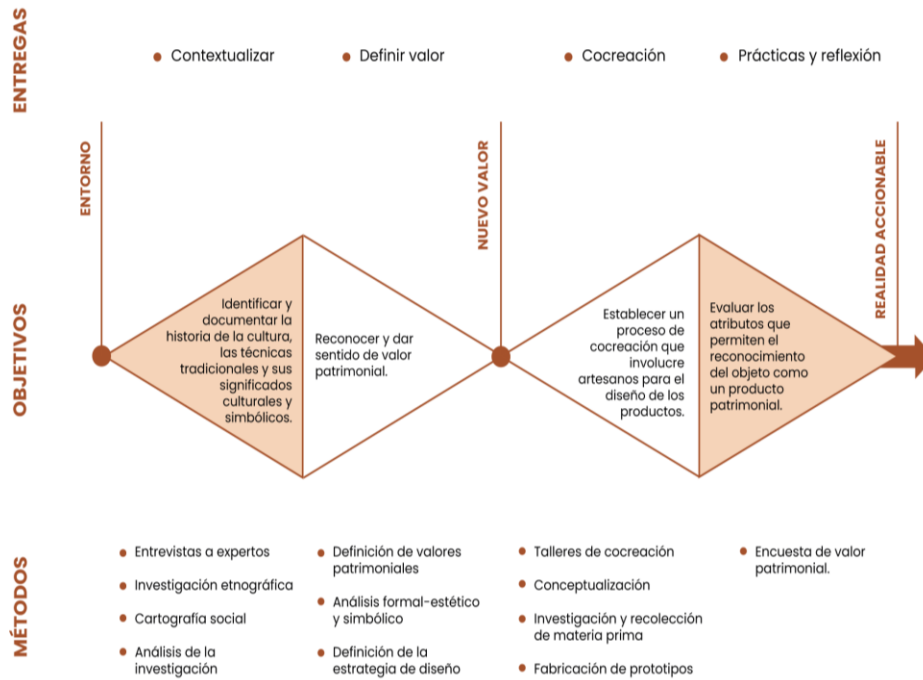 ENTREGAS
Contextualizar
Definir valor
Cocreación
Prácticas y reflexión
ENTORNO
NUEVO VALOR
REALIDAD ACCIONABLE
OBJETIVOS
Identificar y
documentar la
historia de la cultura,
las técnicas
tradicionales y sus
significados
culturales y
simbólicos.
Reconocer y dar
sentido de valor
patrimonial.
Establecer un
proceso de
cocreación que
involucre
artesanos para el
diseño de los
productos.
Evaluar los
atributos que
permiten el
reconocimiento
del objeto como
un producto
patrimonial.
MÉTODOS
Entrevistas a expertos
Investigación etnográfica
Cartografía social
Análisis de la
investigación
Definición de valores
patrimoniales
Análisis formal-estético
y simbólico
Definición de la
estrategia de diseño
Talleres de cocreación
Conceptualización
Investigación y recolección
de materia prima
Fabricación de prototipos
Encuesta de valor
patrimonial.